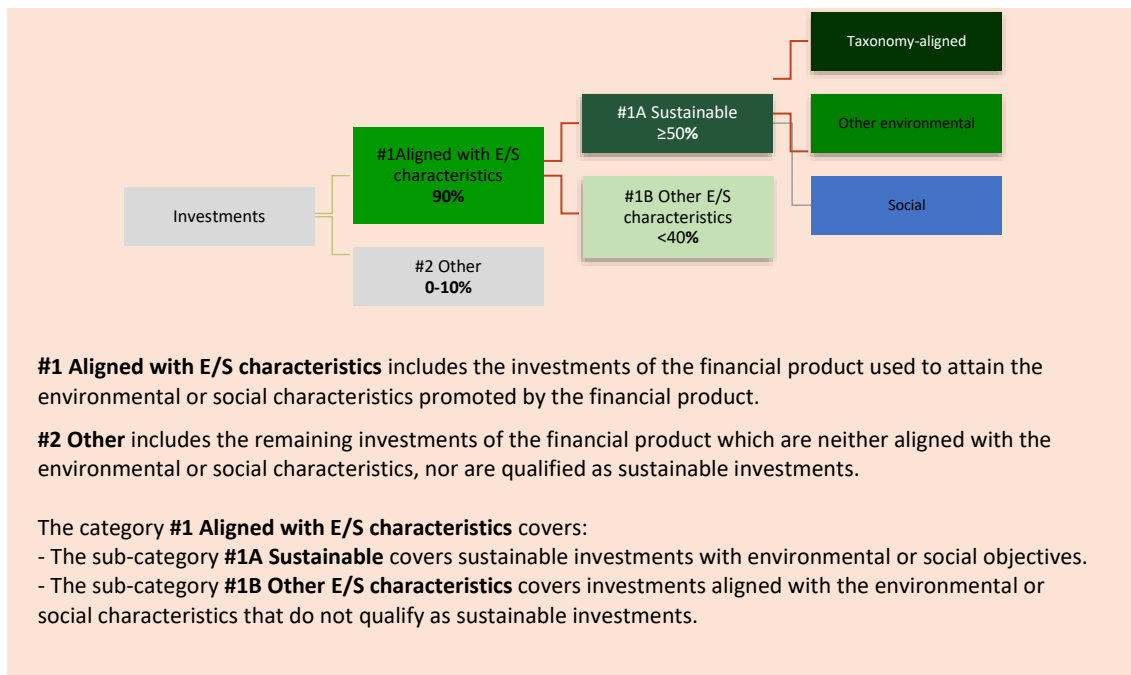 Taxonomy-aligned
#1A Sustainable
≥50%
Other environmental
#1Aligned with E/S
characteristics
90%
#1B Other E/S
characteristics
<40%
Social
Investments
#2 Other
0-10%
#1 Aligned with E/S characteristics includes the investments of the financial product used to attain the
environmental or social characteristics promoted by the financial product.
#2 Other includes the remaining investments of the financial product which are neither aligned with the
environmental or social characteristics, nor are qualified as sustainable investments.
The category #1 Aligned with E/S characteristics covers:
- The sub-category #1A Sustainable covers sustainable investments with environmental or social objectives.
- The sub-category #1B Other E/S characteristics covers investments aligned with the environmental or
social characteristics that do not qualify as sustainable investments.